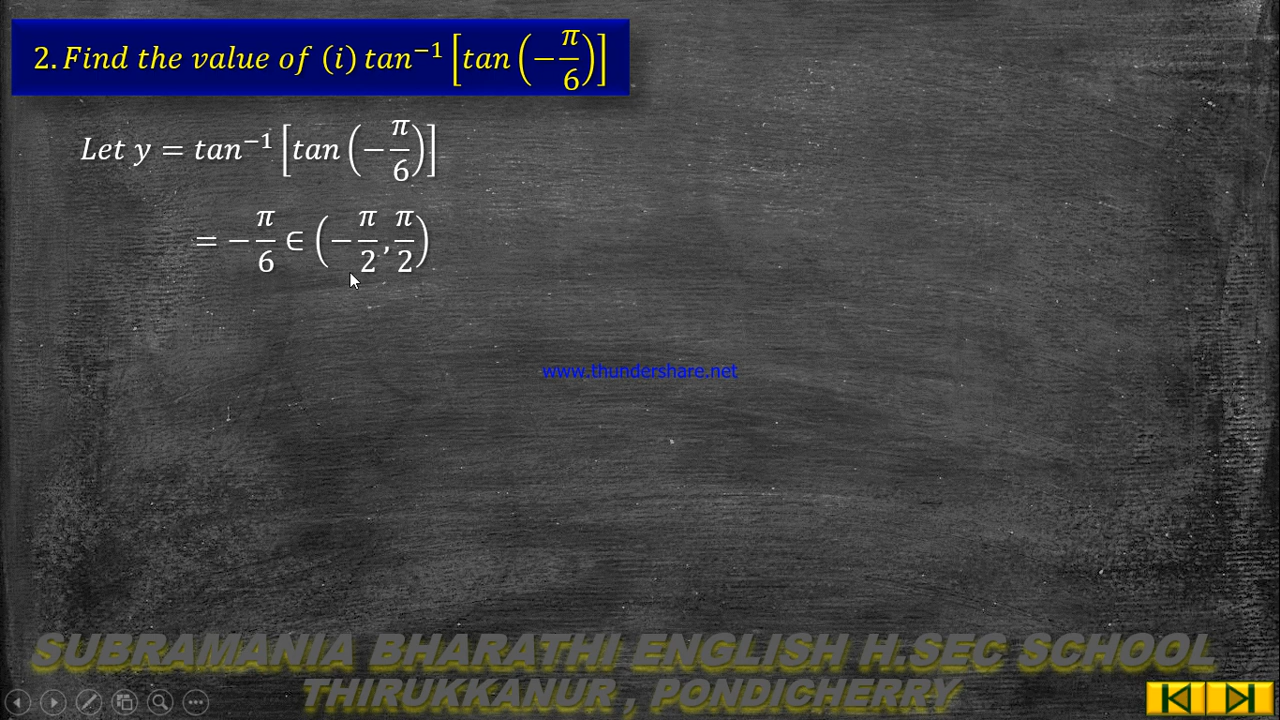 2. Find the value of (i) tan⁻¹ [tan (−π/6)]
Let y = tan⁻¹ [tan (−π/6)]
= −π/6 ∈ (−π/2, π/2)
www.thundershare.net
SUBRAMANIA BHARATHI ENGLISH H.SEC SCHOOL
THIRUKKANUR , PONDICHERRY